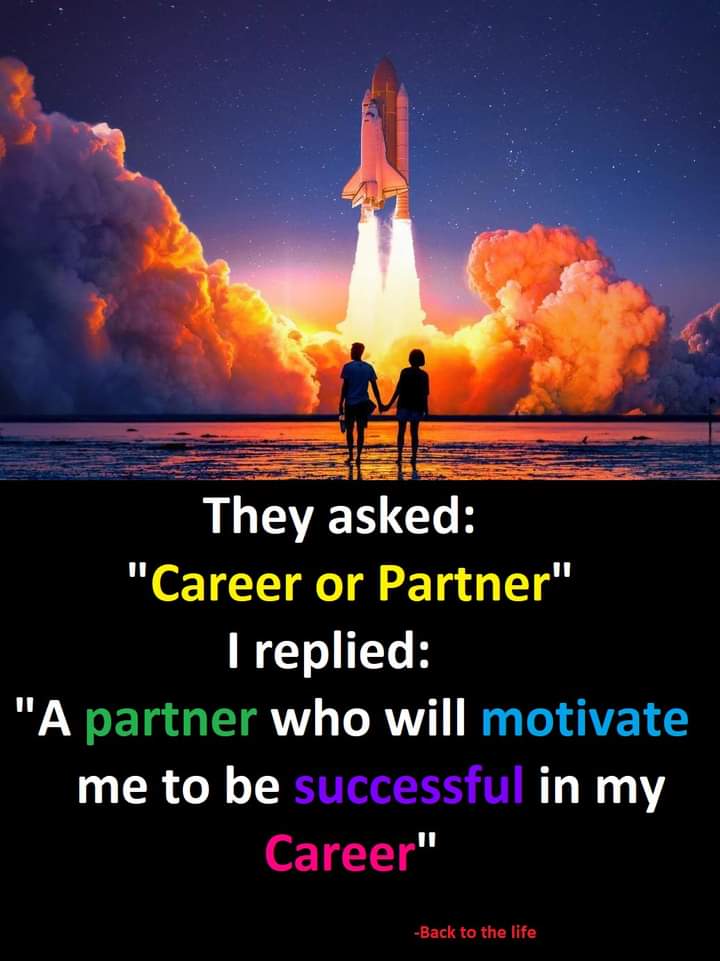 They asked:
"Career or Partner"
I replied:
"A partner who will motivate
me to be successful in my
Career"
-Back to the life